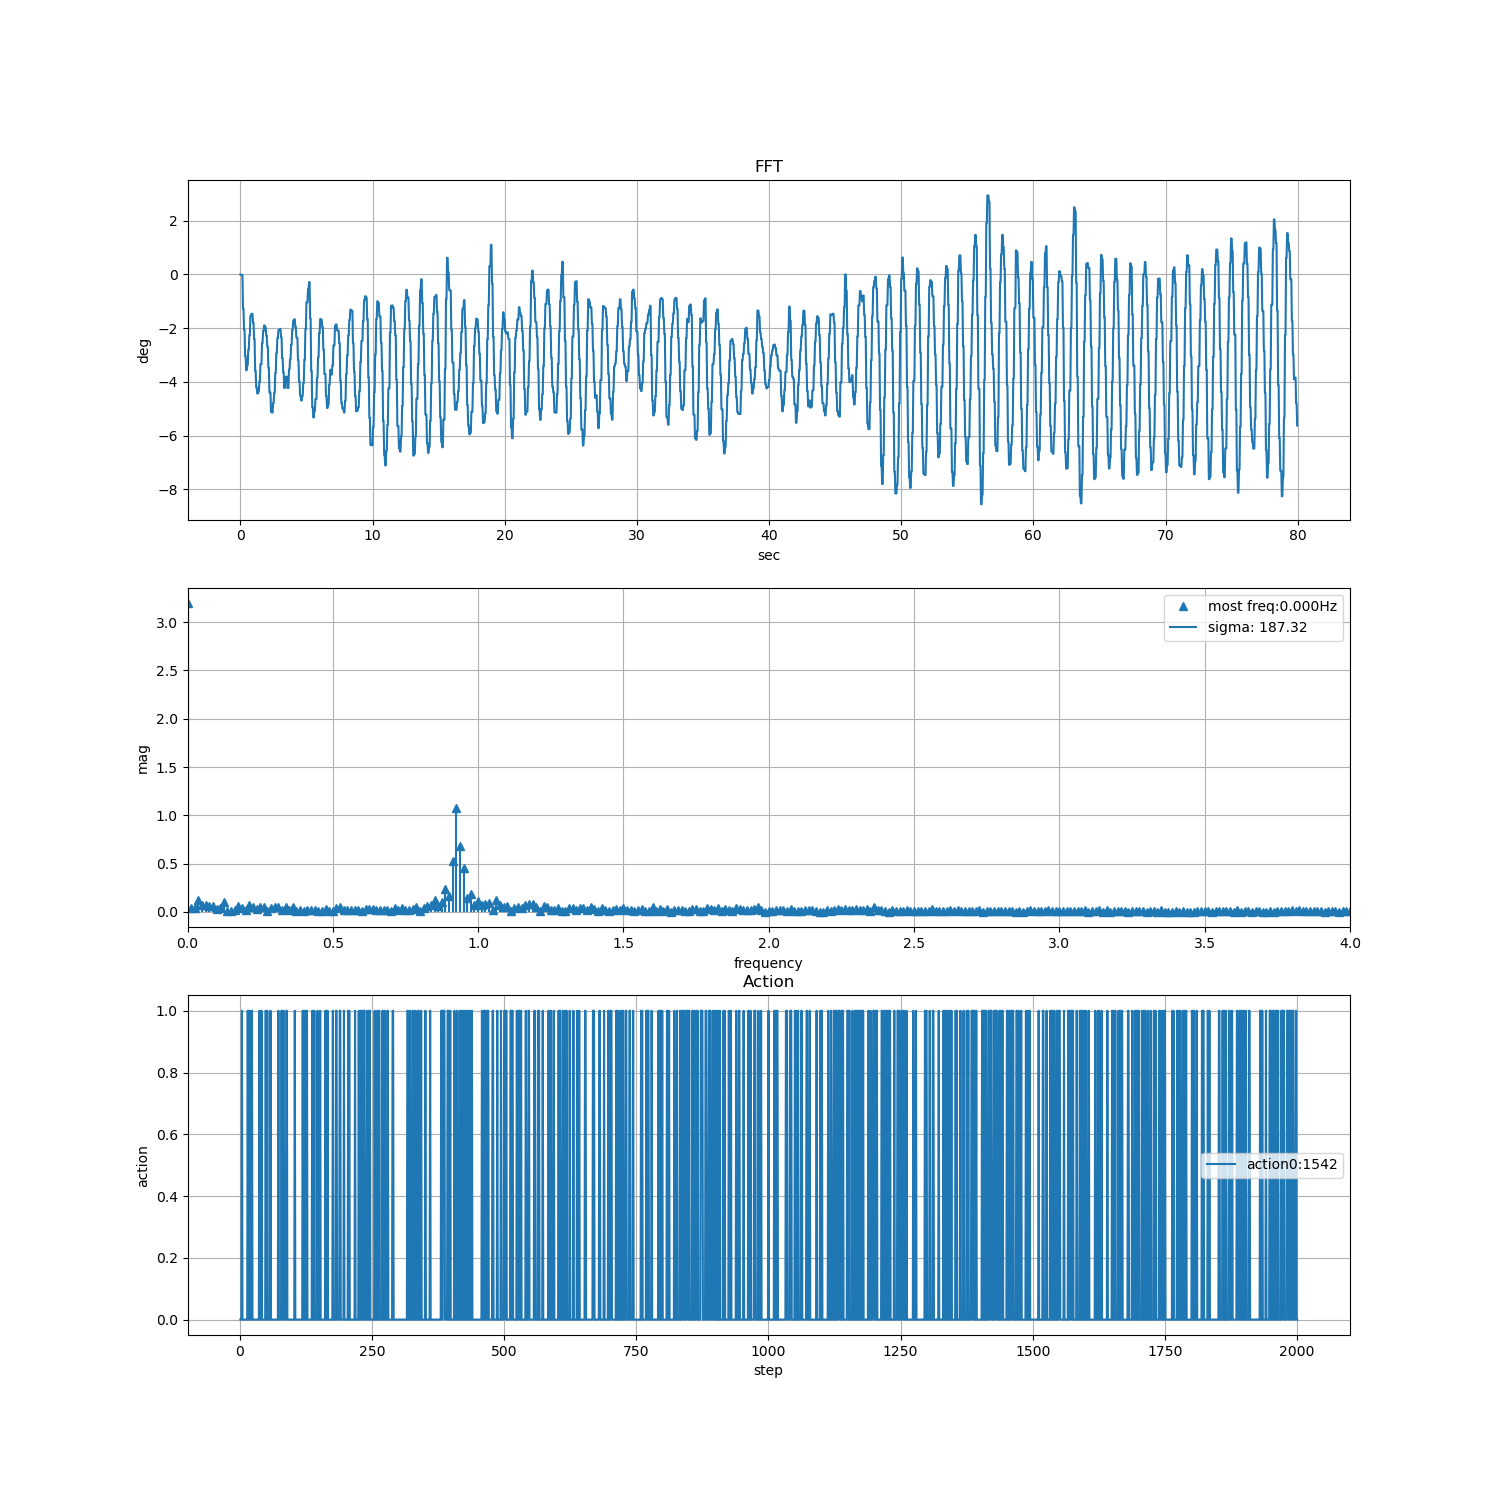 FFT
2
0
−2
−4
−6
−8
deg
0 10 20 30 40 50 60 70 80
sec
3.0
2.5
2.0
1.5
1.0
0.5
0.0
mag
most freq:0.000Hz
sigma: 187.32
0.0 0.5 1.0 1.5 2.0 2.5 3.0 3.5 4.0
frequency
Action
1.0
0.8
0.6
0.4
0.2
0.0
action
action0:1542
0 250 500 750 1000 1250 1500 1750 2000
step